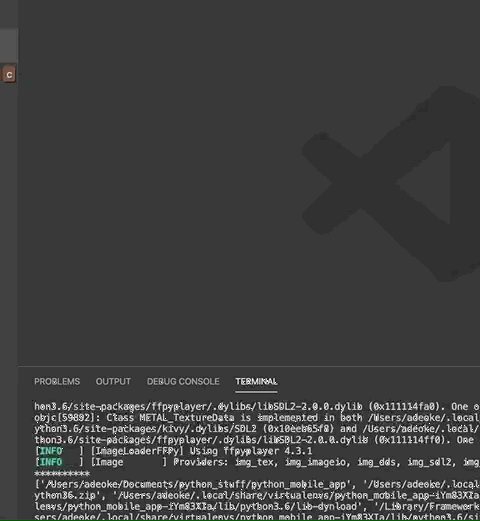 C
PROBLEMS OUTPUT DEBUG CONSOLE TERMINAL
hon3.6/site-packages/ffpyplayer/.dylibs/libSDL2-2.0.0.dylib (0x111114fa0). One o
objc[59892]: Class METAL_TextureData is implemented in both /Users/adeoke/.local
ython3.6/site-packages/kivy/.dylibs/SDL2 and /Users/adeoke/.local/
thon3.6/site-packages/ffpyplayer/.dylibs/libSDL2-2.0.0.dylib (0x111114ff0). One
[INFO ] [ImageLoaderFFPy] Using ffpyplayer 4.3.1
[INFO ] [Image ] Providers: img_tex, img_imageio, img_dds, img_sdl2, img
**********
['/Users/adeoke/Documents/python_stuff/python_mobile_app', '/Users/adeoke/.local
ython36.zip', '/Users/adeoke/.local/share/virtualenvs/python_mobile_app-iYm83XIa
lenvs/python_mobile_app-iYm83XIa/lib/python3.6/lib-dynload', '/Library/Framework
sers/adeoke/.local/share/virtualenvs/python_mobile_app-iYm83XIa/lib/python3.6/si